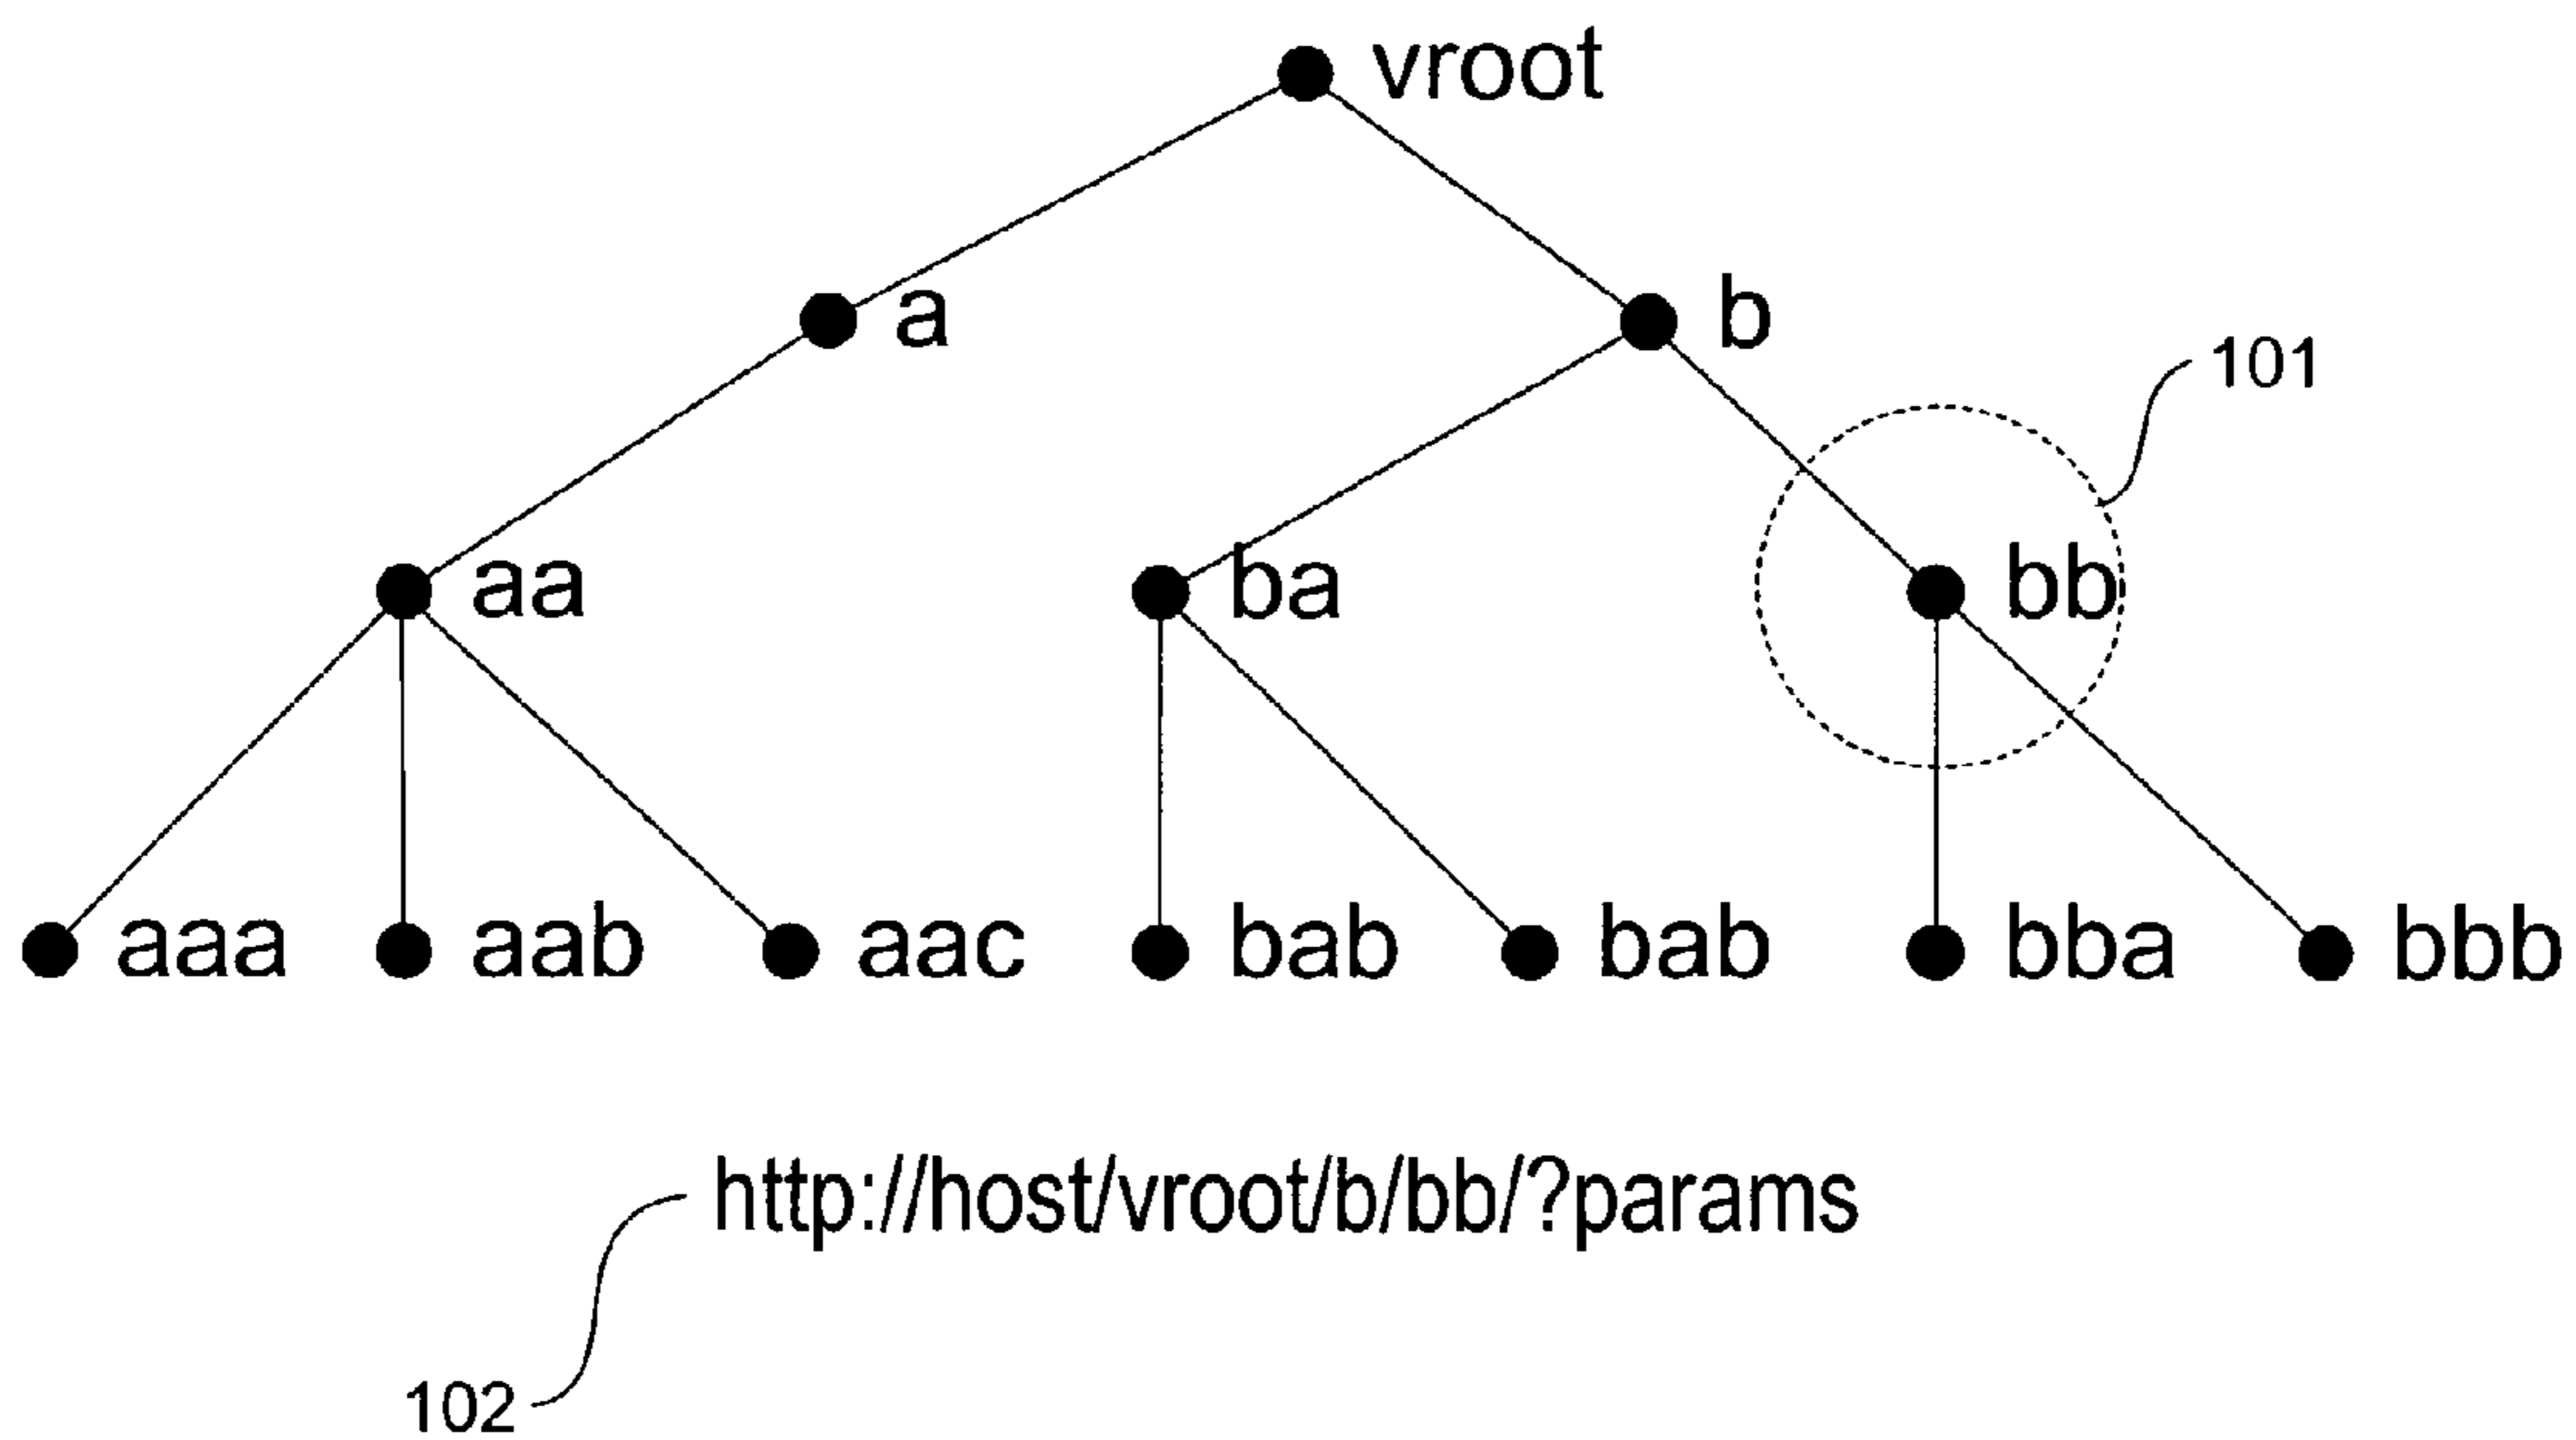 vroot
a b
101
aa ba bb
aaa aab aac bab bab bba bbb
http://host/vroot/b/bb/?params
102